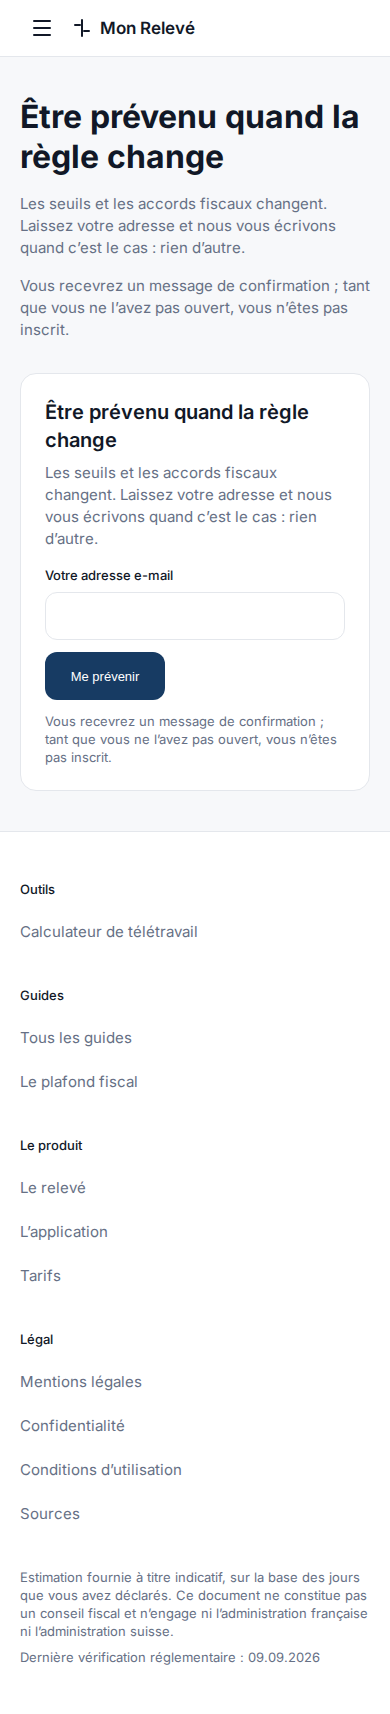 Mon Relevé
Être prévenu quand la
règle change
Les seuils et les accords fiscaux changent.
Laissez votre adresse et nous vous écrivons
quand c’est le cas : rien d’autre.
Vous recevrez un message de confirmation ; tant
que vous ne l’avez pas ouvert, vous n’êtes pas
inscrit.
Être prévenu quand la règle
change
Les seuils et les accords fiscaux
changent. Laissez votre adresse et nous
vous écrivons quand c’est le cas : rien
d’autre.
Votre adresse e-mail
Me prévenir
Vous recevrez un message de confirmation ;
tant que vous ne l’avez pas ouvert, vous n’êtes
pas inscrit.
Outils
Calculateur de télétravail
Guides
Tous les guides
Le plafond fiscal
Le produit
Le relevé
L’application
Tarifs
Légal
Mentions légales
Confidentialité
Conditions d’utilisation
Sources
Estimation fournie à titre indicatif, sur la base des jours
que vous avez déclarés. Ce document ne constitue pas
un conseil fiscal et n’engage ni l’administration française
ni l’administration suisse.
Dernière vérification réglementaire : 09.09.2026